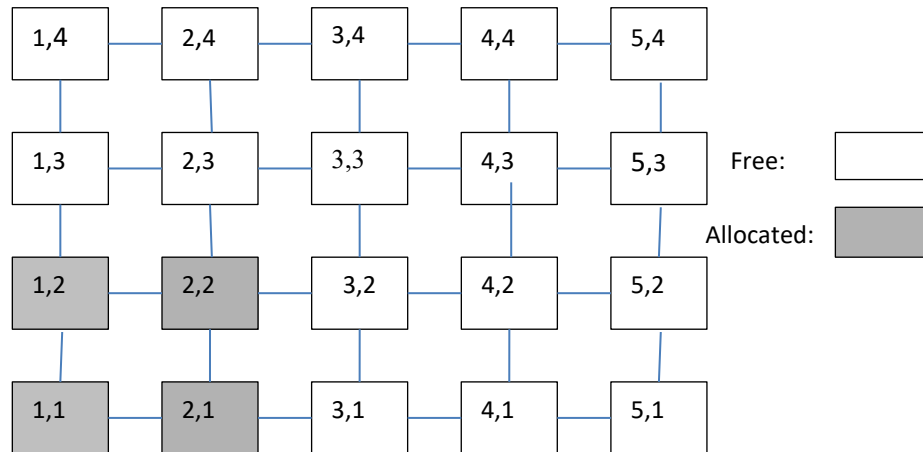 1,4 2,4 3,4 4,4 5,4
1,3 2,3 3,3 4,3 5,3
Free:
Allocated:
1,2 2,2 3,2 4,2 5,2
1,1 2,1 3,1 4,1 5,1